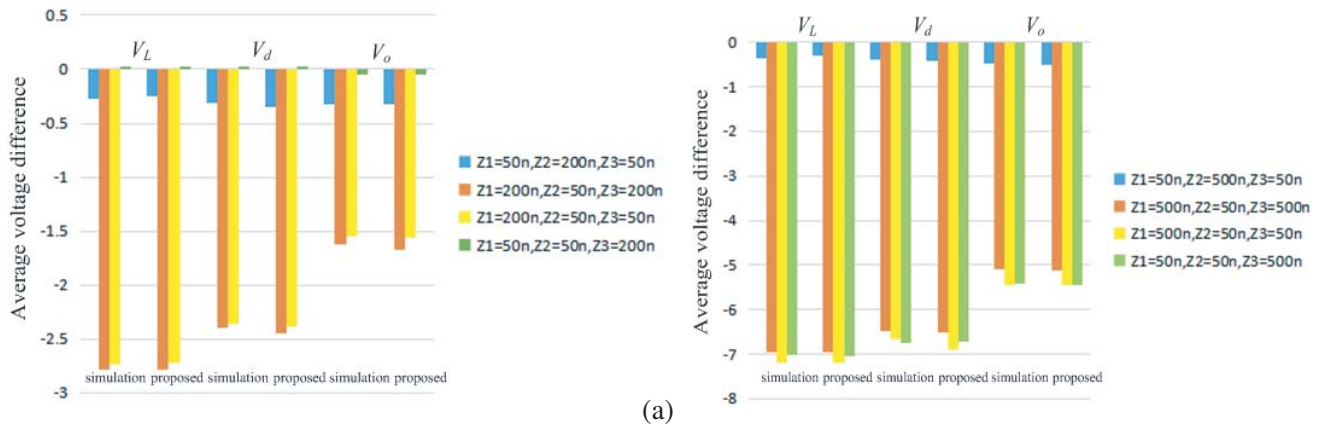 0.5
V_L V_d V_o
0
-0.5
-1
-1.5
-2
-2.5
-3
Average voltage difference
simulation proposed simulation proposed simulation proposed
Z1=50n,Z2=200n,Z3=50n
Z1=200n,Z2=50n,Z3=200n
Z1=200n,Z2=50n,Z3=50n
Z1=50n,Z2=50n,Z3=200n
V_L V_d V_o
0
-1
-2
-3
-4
-5
-6
-7
-8
Average voltage difference
simulation proposed simulation proposed simulation proposed
Z1=50n,Z2=500n,Z3=50n
Z1=500n,Z2=50n,Z3=500n
Z1=500n,Z2=50n,Z3=50n
Z1=50n,Z2=50n,Z3=500n
(a)